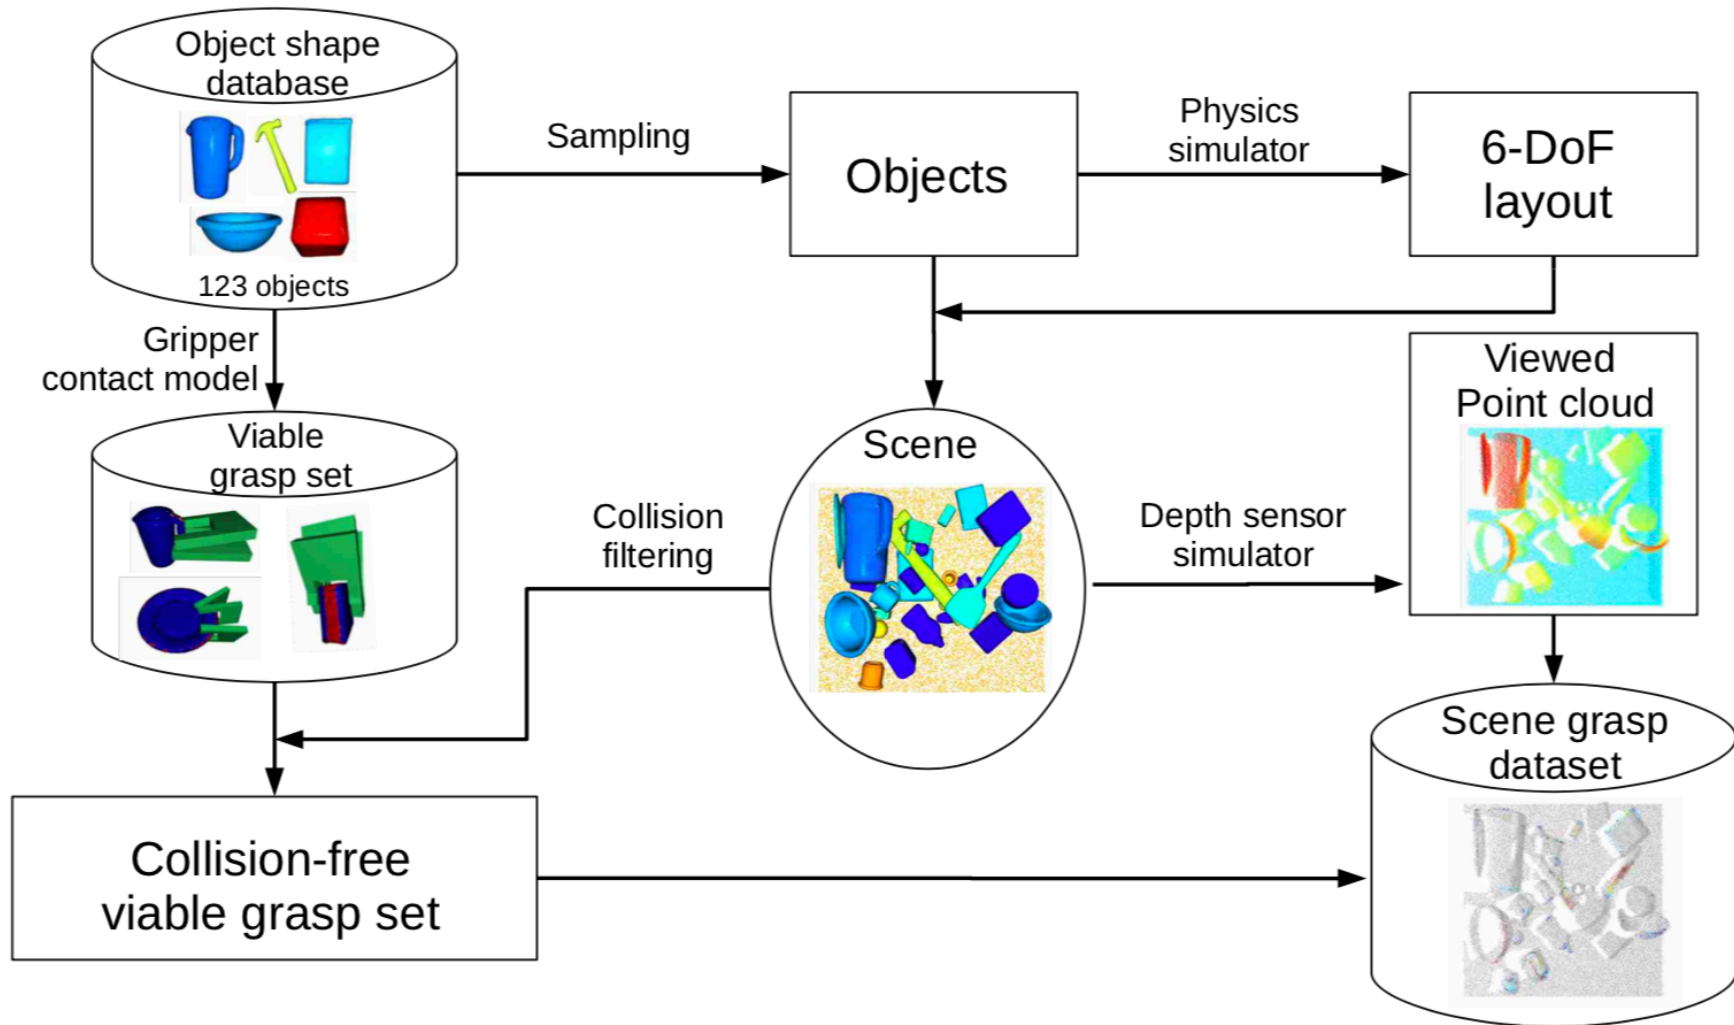 Object shape
database
123 objects
Sampling
Objects
Physics
simulator
6-DoF
layout
Gripper
contact model
Viable
grasp set
Collision
filtering
Scene
Depth sensor
simulator
Viewed
Point cloud
Scene grasp
dataset
Collision-free
viable grasp set